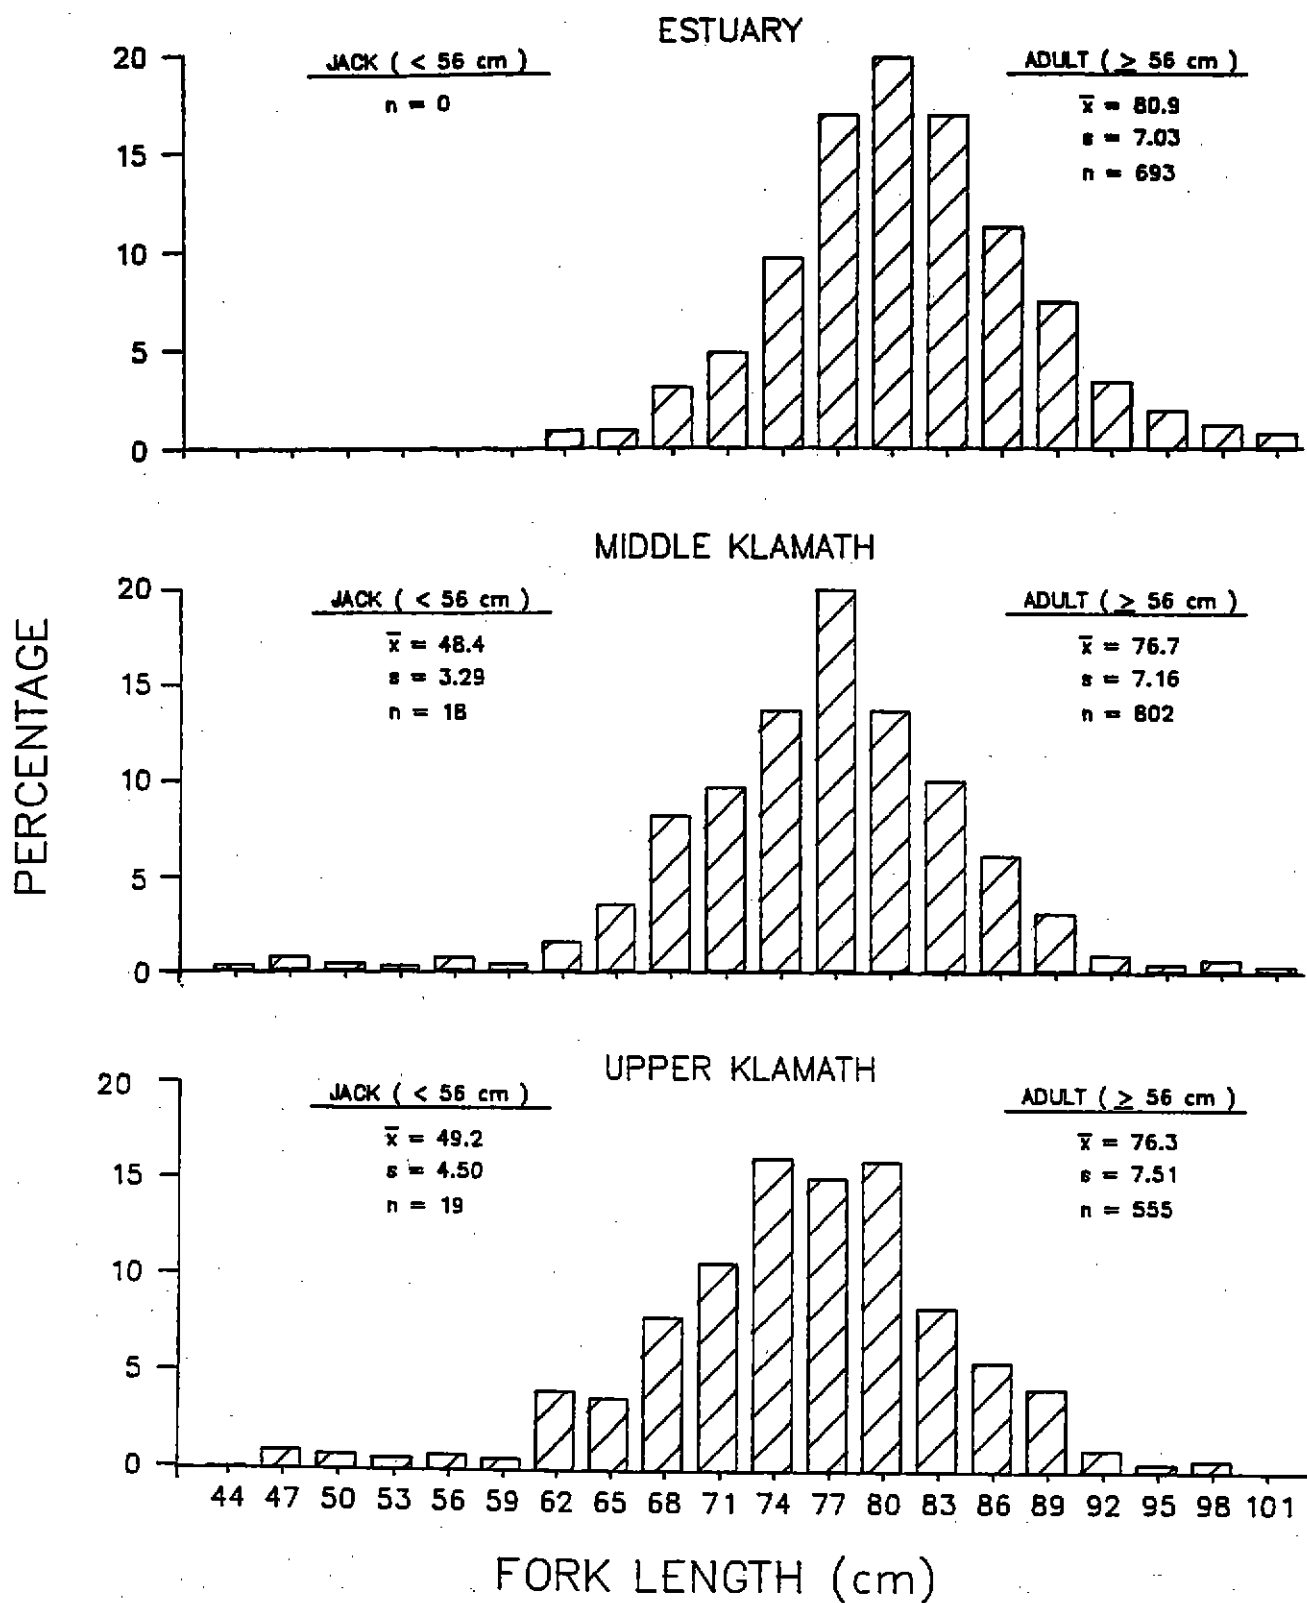 ESTUARY
20
15
10
5
0
JACK ( < 56 cm )
n = 0
ADULT ( ≥ 56 cm )
x̄ = 80.9
s = 7.03
n = 693
MIDDLE KLAMATH
20
15
10
5
0
JACK ( < 56 cm )
x̄ = 48.4
s = 3.29
n = 18
ADULT ( ≥ 56 cm )
x̄ = 76.7
s = 7.16
n = 802
PERCENTAGE
UPPER KLAMATH
20
15
10
5
0
JACK ( < 56 cm )
x̄ = 49.2
s = 4.50
n = 19
ADULT ( ≥ 56 cm )
x̄ = 76.3
s = 7.51
n = 555
44 47 50 53 56 59 62 65 68 71 74 77 80 83 86 89 92 95 98 101
FORK LENGTH (cm)